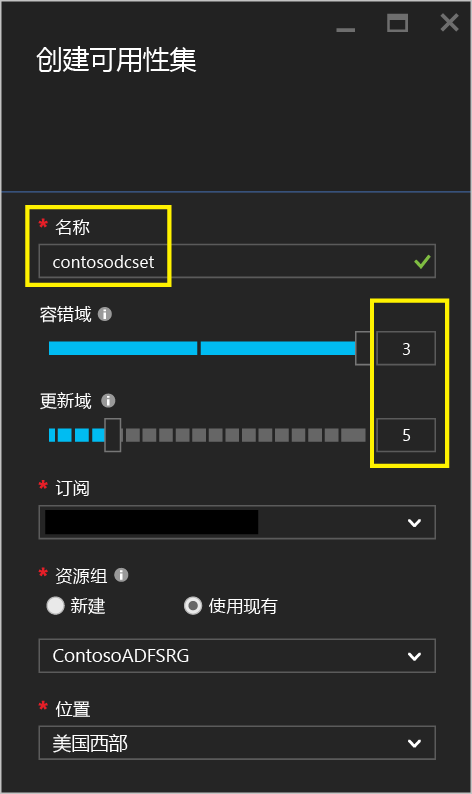 创建可用性集
* 名称
contosodcset
容错域
3
更新域
5
* 订阅
* 资源组
新建 使用现有
ContosoADFSRG
* 位置
美国西部